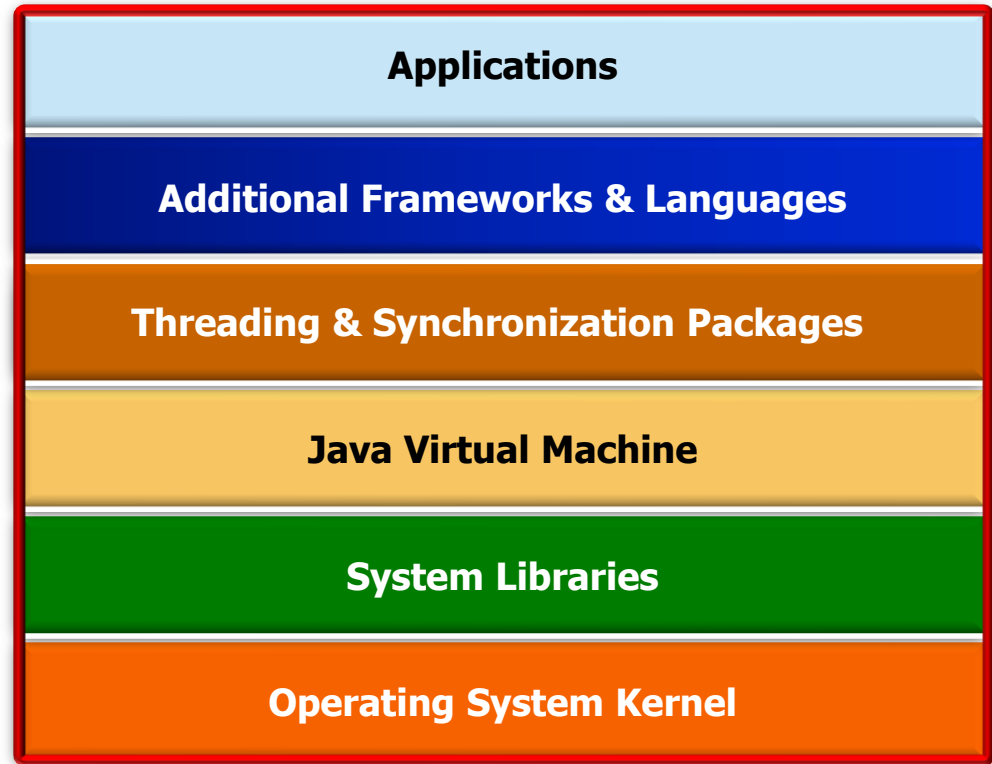 Applications
Additional Frameworks & Languages
Threading & Synchronization Packages
Java Virtual Machine
System Libraries
Operating System Kernel